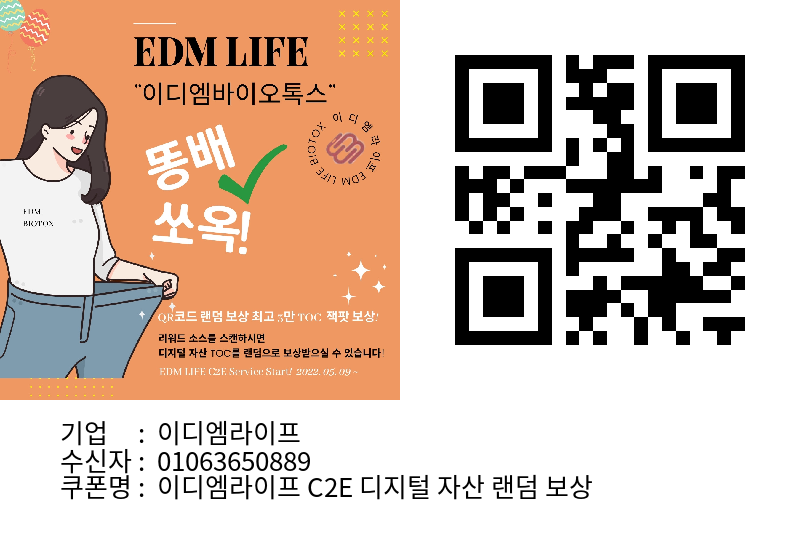 EDM LIFE
"이디엠바이오톡스"
이디엠라이프 EDM LIFE BIOTOX
똥배
쏘옥!
EDM
BIOTOX
QR코드 랜덤 보상 최고 5만 TOC 잭팟 보상!
리워드 소스를 스캔하시면
디지털 자산 TOC를 랜덤으로 보상받으실 수 있습니다!
EDM LIFE C2E Service Start! 2022. 05. 09 ~
기업 : 이디엠라이프
수신자 : 01063650889
쿠폰명 : 이디엠라이프 C2E 디지털 자산 랜덤 보상